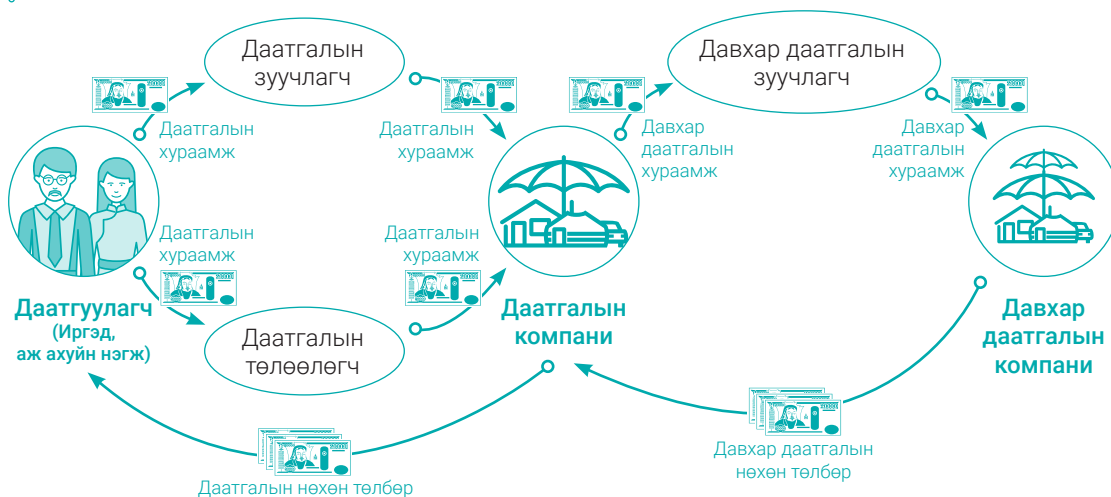 Даатгалын
зуучлагч
Давхар даатгалын
зуучлагч
Даатгалын
хураамж
Даатгалын
хураамж
Давхар
даатгалын
хураамж
Давхар
даатгалын
хураамж
Даатгалын
хураамж
Даатгалын
хураамж
Даатгуулагч
(Иргэд,
аж ахуйн нэгж)
Даатгалын
төлөөлөгч
Даатгалын
компани
Давхар
даатгалын
компани
Даатгалын нөхөн төлбөр
Давхар даатгалын
нөхөн төлбөр